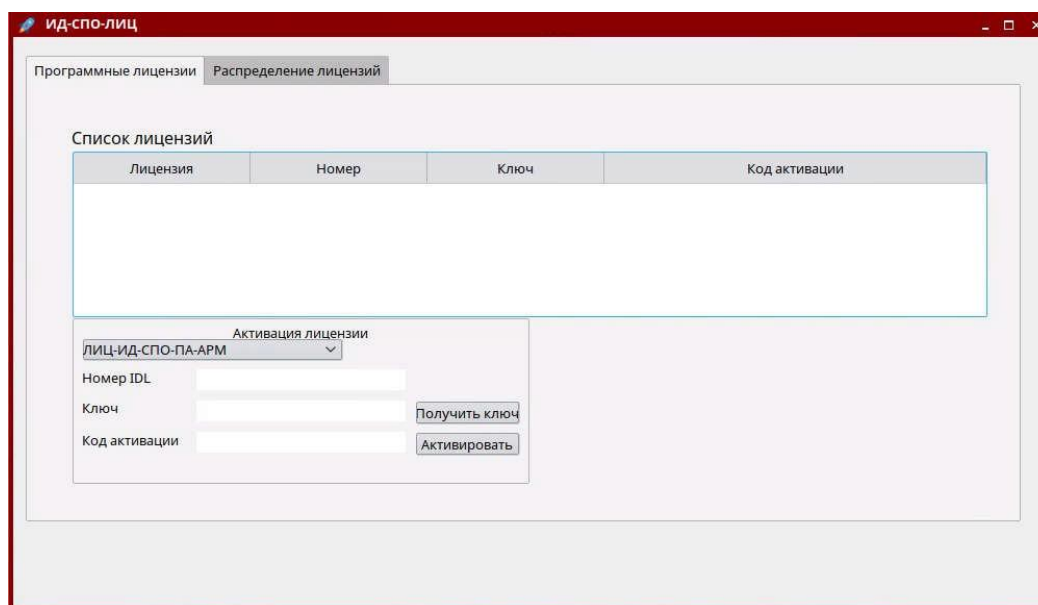 ИД-СПО-ЛИЦ
Программные лицензии Распределение лицензий
Список лицензий
Лицензия Номер Ключ Код активации
Активация лицензии
ЛИЦ-ИД-СПО-ПА-АРМ
Номер IDL
Ключ Получить ключ
Код активации Активировать